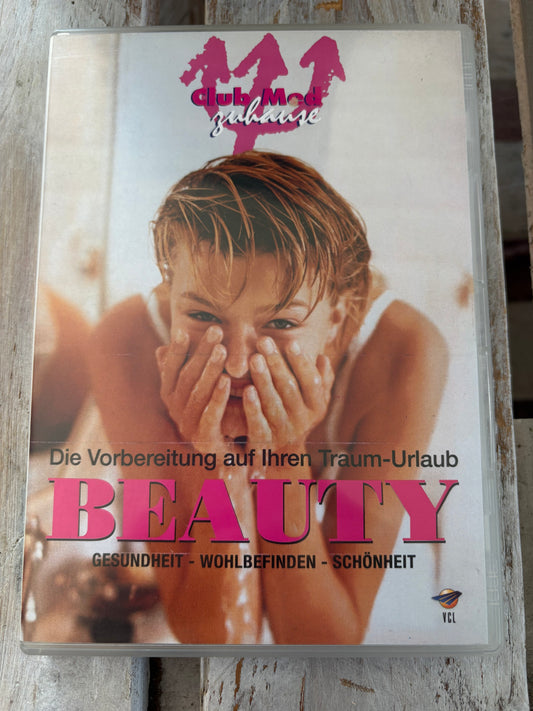 Club Med
zuhause
Die Vorbereitung auf Ihren Traum-Urlaub
BEAUTY
GESUNDHEIT - WOHLBEFINDEN - SCHÖNHEIT
VCL